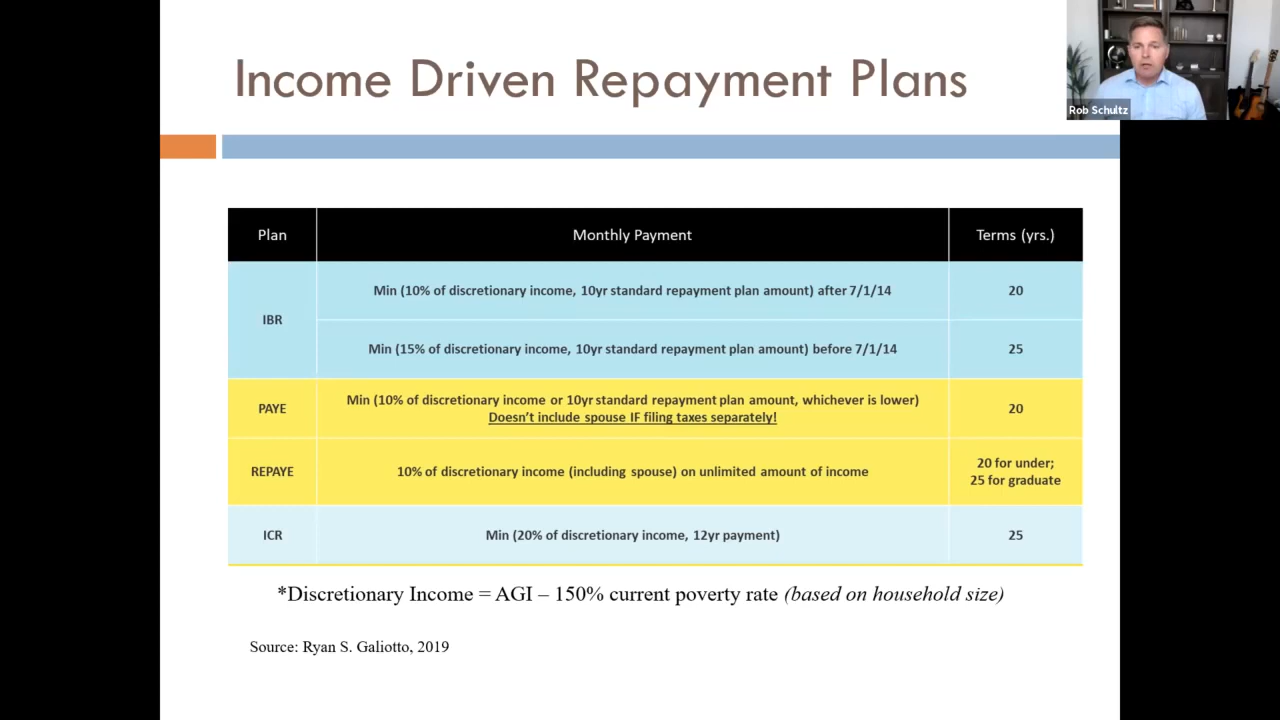 Income Driven Repayment Plans
Rob Schultz
Plan Monthly Payment Terms (yrs.)
IBR
Min (10% of discretionary income, 10yr standard repayment plan amount) after 7/1/14 20
Min (15% of discretionary income, 10yr standard repayment plan amount) before 7/1/14 25
PAYE
Min (10% of discretionary income or 10yr standard repayment plan amount, whichever is lower)
Doesn't include spouse IF filing taxes separately!
20
REPAYE
10% of discretionary income (including spouse) on unlimited amount of income
20 for under;
25 for graduate
ICR Min (20% of discretionary income, 12yr payment) 25
*Discretionary Income = AGI – 150% current poverty rate (based on household size)
Source: Ryan S. Galiotto, 2019